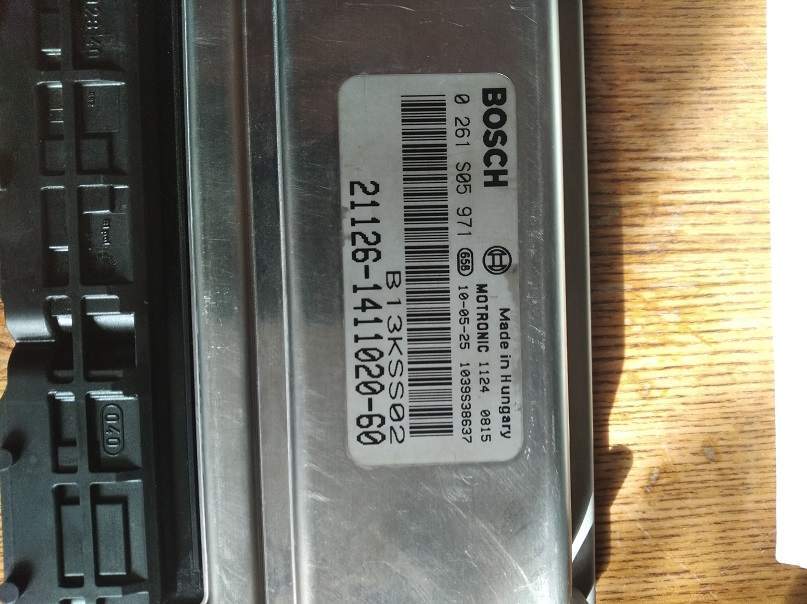 BOSCH
Made in Hungary
MOTRONIC 1124 0815
0 261 S05 971 658 10-05-25 1039S38637
B13KSS02
21126-1411020-60
040